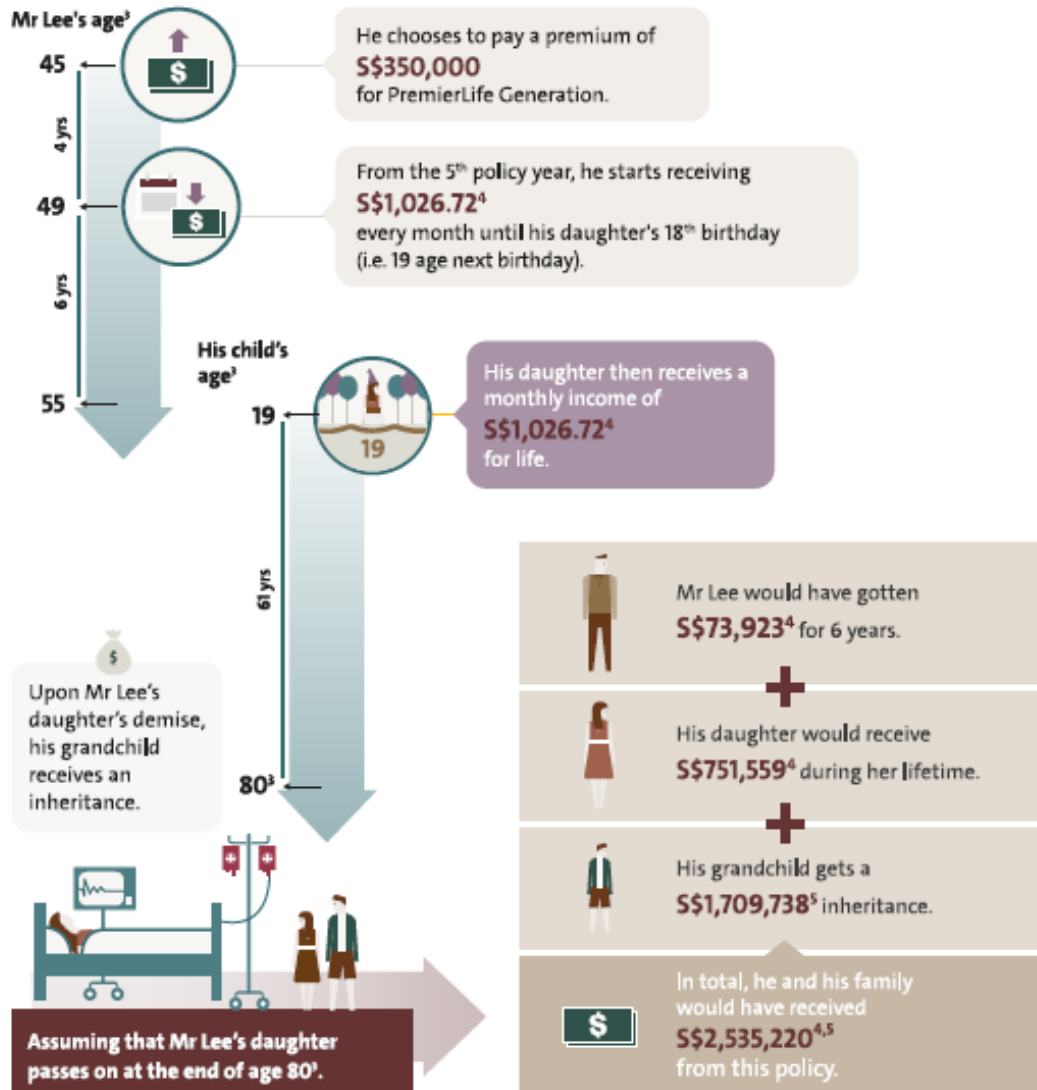 Mr Lee's age³
45
4 yrs
49
6 yrs
55
$
He chooses to pay a premium of
S$350,000
for PremierLife Generation.
$
From the 5th policy year, he starts receiving
S$1,026.72⁴
every month until his daughter's 18th birthday
(i.e. 19 age next birthday).
His child's
age³
19
61 yrs
80³
19
His daughter then receives a
monthly income of
S$1,026.72⁴
for life.
$
Upon Mr Lee's
daughter's demise,
his grandchild
receives an
inheritance.
Assuming that Mr Lee's daughter
passes on at the end of age 80³.
Mr Lee would have gotten
S$73,923⁴ for 6 years.
His daughter would receive
S$751,559⁴ during her lifetime.
His grandchild gets a
S$1,709,738⁵ inheritance.
$
In total, he and his family
would have received
S$2,535,220⁴,⁵
from this policy.